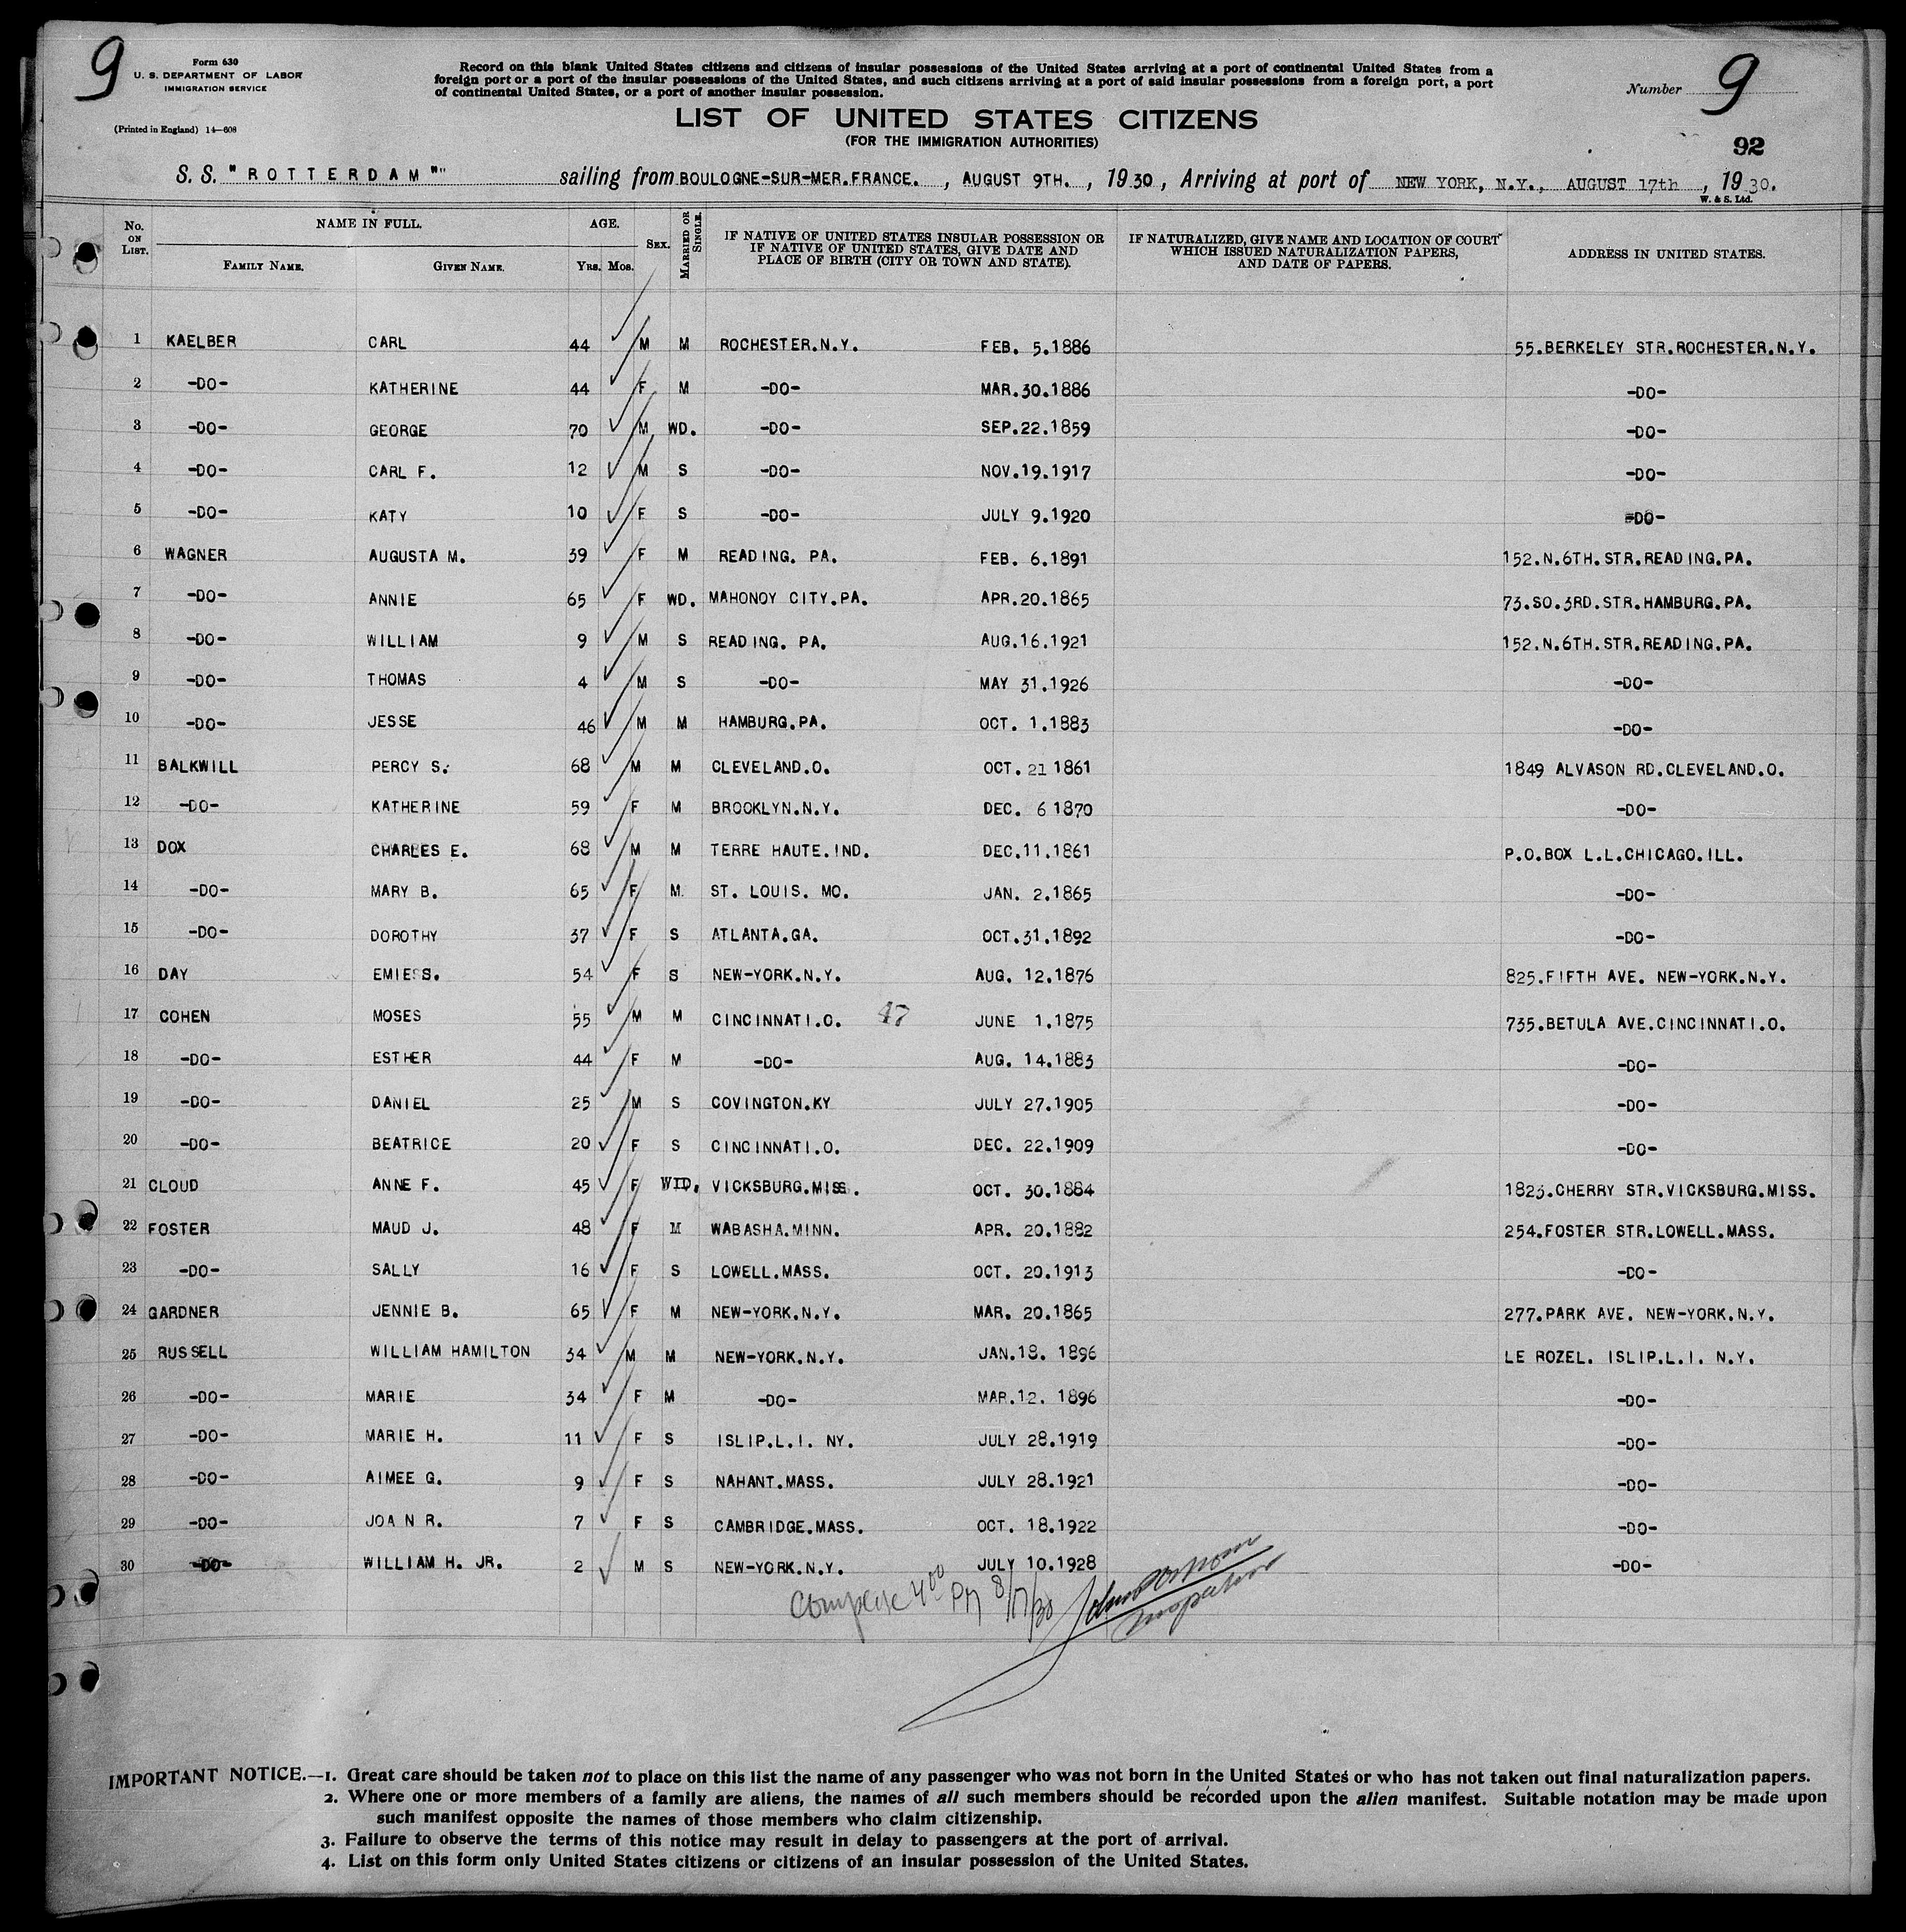 9
Form 630
U. S. DEPARTMENT OF LABOR
IMMIGRATION SERVICE
(Printed in England) 14—608
Record on this blank United States citizens and citizens of insular possessions of the United States arriving at a port of continental United States from a
foreign port or a port of the insular possessions of the United States, and such citizens arriving at a port of said insular possessions from a foreign port, a port
of continental United States, or a port of another insular possession.
Number 9
LIST OF UNITED STATES CITIZENS
(FOR THE IMMIGRATION AUTHORITIES)
92
S. S. "ROTTERDAM"" sailing from BOULOGNE-SUR-MER.FRANCE. , AUGUST 9TH. , 19 30 , Arriving at port of NEW YORK, N.Y., AUGUST 17th , 19 30.
W. & S. Ltd.
No. ON LIST. NAME IN FULL. FAMILY NAME. GIVEN NAME. AGE. YRS. MOS. SEX. MARRIED OR SINGLE. IF NATIVE OF UNITED STATES INSULAR POSSESSION OR IF NATIVE OF UNITED STATES, GIVE DATE AND PLACE OF BIRTH (CITY OR TOWN AND STATE). IF NATURALIZED, GIVE NAME AND LOCATION OF COURT WHICH ISSUED NATURALIZATION PAPERS, AND DATE OF PAPERS. ADDRESS IN UNITED STATES.
1 KAELBER CARL 44 M M ROCHESTER.N.Y. FEB. 5.1886 55.BERKELEY STR.ROCHESTER.N.Y.
2 -DO- KATHERINE 44 F M -DO- MAR.30.1886 -DO-
3 -DO- GEORGE 70 M WD. -DO- SEP.22.1859 -DO-
4 -DO- CARL F. 12 M S -DO- NOV.19.1917 -DO-
5 -DO- KATY 10 F S -DO- JULY 9.1920 -DO-
6 WAGNER AUGUSTA M. 39 F M READING. PA. FEB. 6.1891 152.N.6TH.STR.READING.PA.
7 -DO- ANNIE 65 F WD. MAHONOY CITY.PA. APR.20.1865 73.SO.3RD.STR.HAMBURG.PA.
8 -DO- WILLIAM 9 M S READING. PA. AUG.16.1921 152.N.6TH.STR.READING.PA.
9 -DO- THOMAS 4 M S -DO- MAY 31.1926 -DO-
10 -DO- JESSE 46 M M HAMBURG.PA. OCT. 1.1883 -DO-
11 BALKWILL PERCY S. 68 M M CLEVELAND.O. OCT. 21 1861 1849 ALVASON RD.CLEVELAND.O.
12 -DO- KATHERINE 59 F M BROOKLYN.N.Y. DEC. 6 1870 -DO-
13 DOX CHARLES E. 68 M M TERRE HAUTE.IND. DEC.11.1861 P.O.BOX L.L.CHICAGO.ILL.
14 -DO- MARY B. 65 F M ST. LOUIS. MO. JAN. 2.1865 -DO-
15 -DO- DOROTHY 37 F S ATLANTA.GA. OCT.31.1892 -DO-
16 DAY EMIES. 54 F S NEW-YORK.N.Y. AUG. 12.1876 825.FIFTH AVE. NEW-YORK.N.Y.
17 COHEN MOSES 55 M M CINCINNATI.O. 47 JUNE 1.1875 735.BETULA AVE.CINCINNATI.O.
18 -DO- ESTHER 44 F M -DO- AUG. 14.1883 -DO-
19 -DO- DANIEL 25 M S COVINGTON.KY JULY 27.1905 -DO-
20 -DO- BEATRICE 20 F S CINCINNATI.O. DEC. 22.1909 -DO-
21 CLOUD ANNE F. 45 F WID. VICKSBURG.MISS. OCT. 30.1884 1823.CHERRY STR.VICKSBURG.MISS.
22 FOSTER MAUD J. 48 F M WABASHA.MINN. APR. 20.1882 254.FOSTER STR.LOWELL.MASS.
23 -DO- SALLY 16 F S LOWELL.MASS. OCT. 20.1913 -DO-
24 GARDNER JENNIE B. 65 F M NEW-YORK.N.Y. MAR. 20.1865 277.PARK AVE. NEW-YORK.N.Y.
25 RUSSELL WILLIAM HAMILTON 34 M M NEW-YORK.N.Y. JAN.18. 1896 LE ROZEL. ISLIP.L.I. N.Y.
26 -DO- MARIE 34 F M -DO- MAR.12. 1896 -DO-
27 -DO- MARIE H. 11 F S ISLIP.L.I. NY. JULY 28.1919 -DO-
28 -DO- AIMEE G. 9 F S NAHANT.MASS. JULY 28.1921 -DO-
29 -DO- JOAN R. 7 F S CAMBRIDGE.MASS. OCT. 18.1922 -DO-
30 -DO- WILLIAM H. JR. 2 M S NEW-YORK.N.Y. JULY 10.1928 -DO-
Complete 4 00 PM 8/17/30
Inspector
IMPORTANT NOTICE.—1. Great care should be taken not to place on this list the name of any passenger who was not born in the United States or who has not taken out final naturalization papers.
2. Where one or more members of a family are aliens, the names of all such members should be recorded upon the alien manifest. Suitable notation may be made upon
such manifest opposite the names of those members who claim citizenship.
3. Failure to observe the terms of this notice may result in delay to passengers at the port of arrival.
4. List on this form only United States citizens or citizens of an insular possession of the United States.